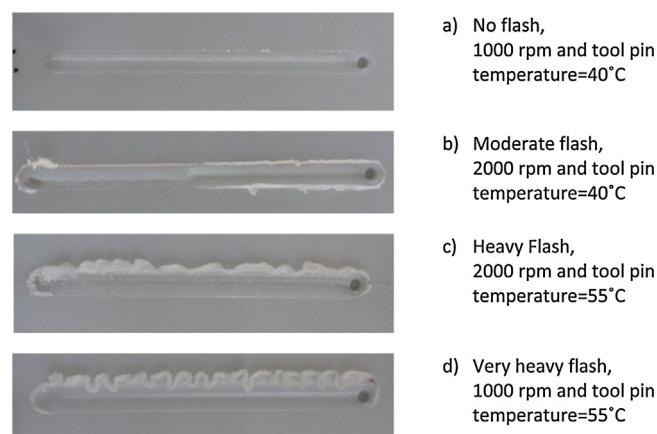 a) No flash,
1000 rpm and tool pin
temperature=40˚C
b) Moderate flash,
2000 rpm and tool pin
temperature=40˚C
c) Heavy Flash,
2000 rpm and tool pin
temperature=55˚C
d) Very heavy flash,
1000 rpm and tool pin
temperature=55˚C